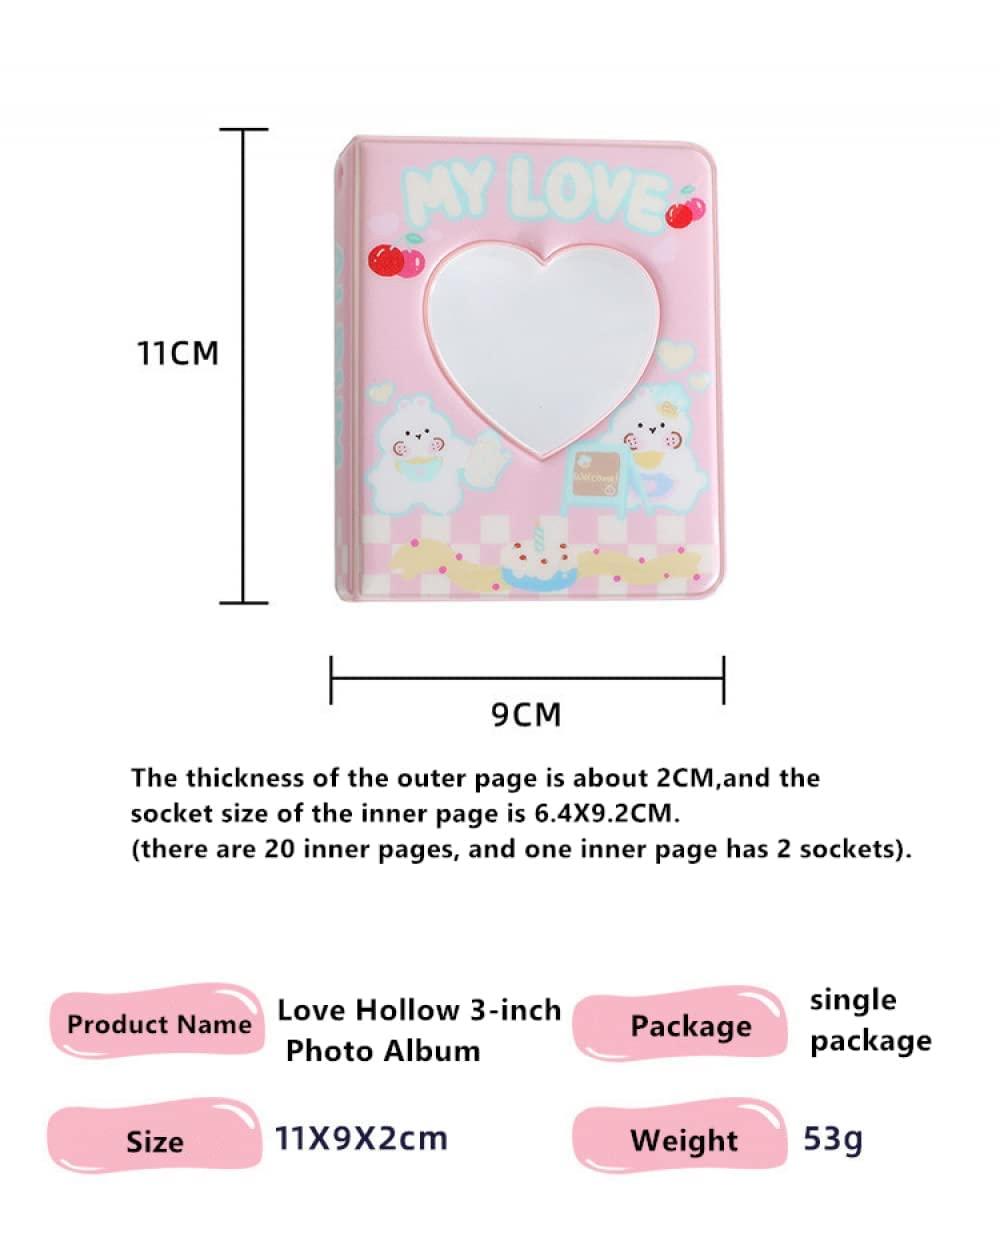 MY LOVE
11CM
Welcome!
9CM
The thickness of the outer page is about 2CM,and the
socket size of the inner page is 6.4X9.2CM.
(there are 20 inner pages, and one inner page has 2 sockets).
Product Name
Love Hollow 3-inch
Photo Album
Package
single
package
Size
11X9X2cm
Weight
53g